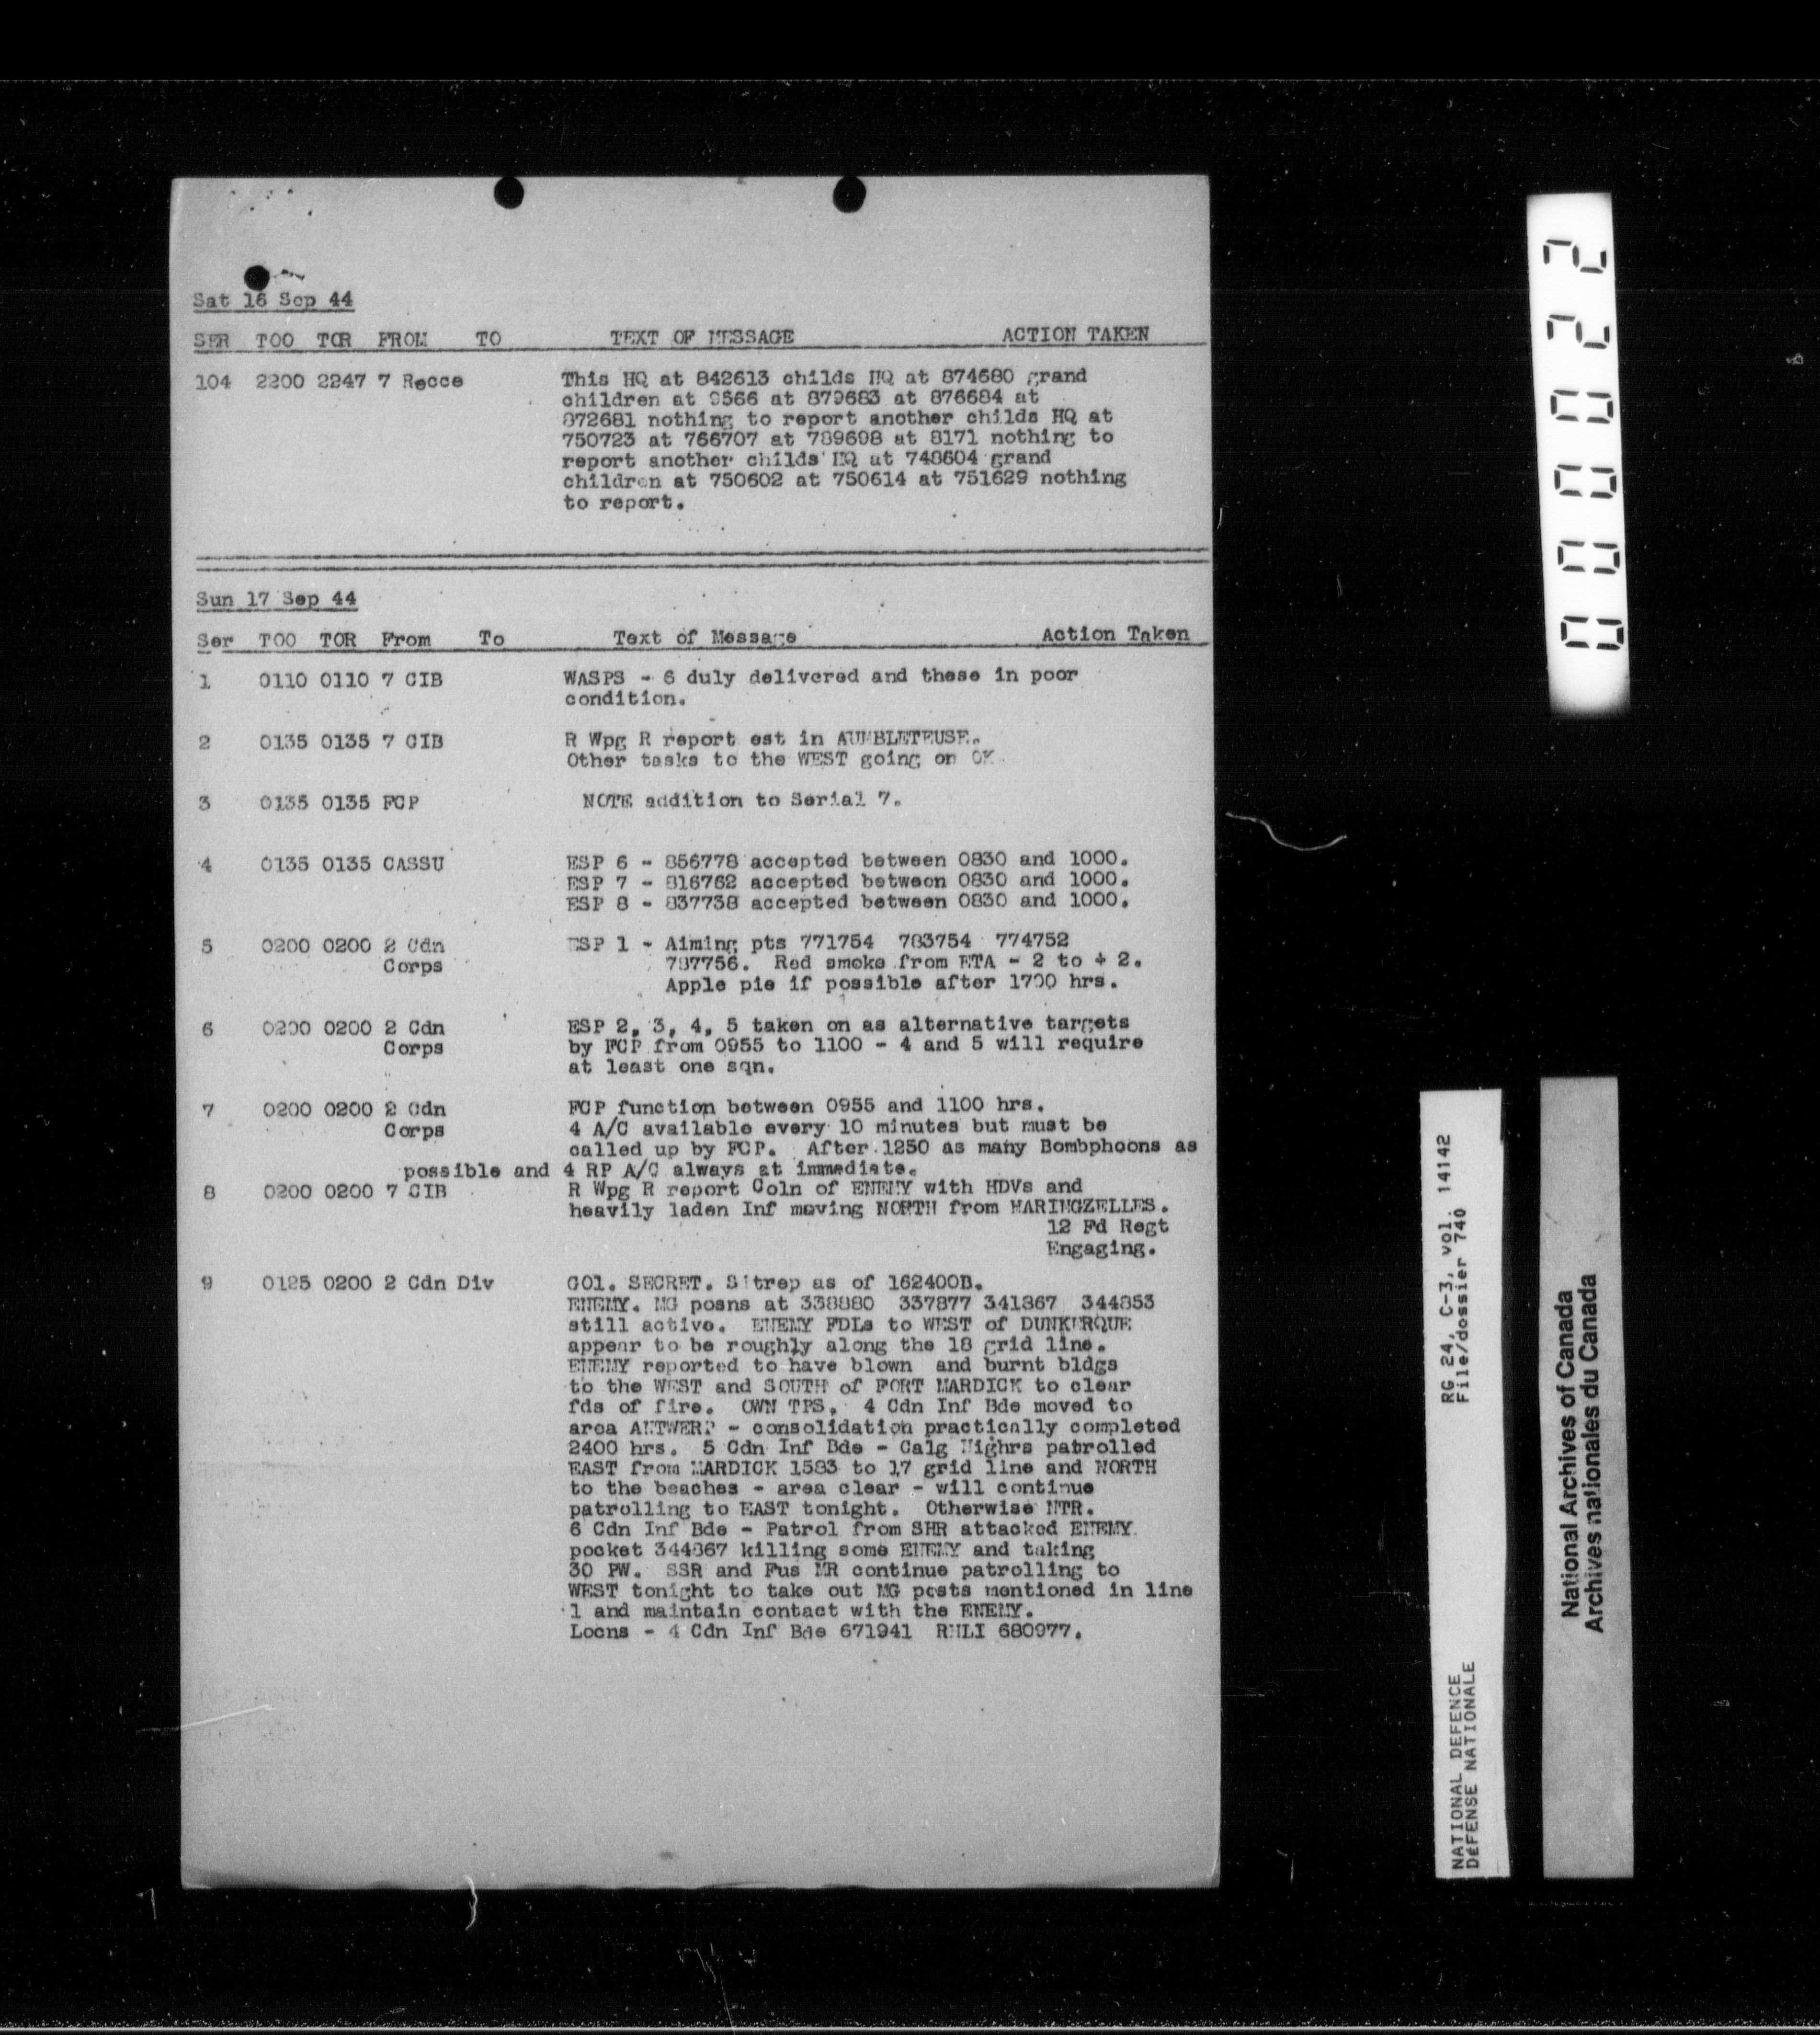 Sat 16 Sep 44
SER TOO TOR FROM TO TEXT OF MESSAGE ACTION TAKEN
104 2200 2247 7 Recce This HQ at 842613 childs HQ at 874680 grand
children at 9566 at 879683 at 876684 at
872681 nothing to report another childs HQ at
750723 at 766707 at 789698 at 8171 nothing to
report another childs' HQ at 748604 grand
children at 750602 at 750614 at 751629 nothing
to report.
Sun 17 Sep 44
Ser TOO TOR From To Text of Message Action Taken
1 0110 0110 7 CIB WASPS - 6 duly delivered and these in poor
condition.
2 0135 0135 7 CIB R Wpg R report est in AUMBLETEUSE.
Other tasks to the WEST going on OK.
3 0135 0135 FCP NOTE addition to Serial 7.
4 0135 0135 CASSU ESP 6 - 856778 accepted between 0830 and 1000.
ESP 7 - 816762 accepted between 0830 and 1000.
ESP 8 - 837738 accepted between 0830 and 1000.
5 0200 0200 2 Cdn ESP 1 - Aiming pts 771754 783754 774752
Corps 787756. Red smoke from ETA - 2 to + 2.
Apple pie if possible after 1700 hrs.
6 0200 0200 2 Cdn ESP 2, 3, 4, 5 taken on as alternative targets
Corps by FCP from 0955 to 1100 - 4 and 5 will require
at least one sqn.
7 0200 0200 2 Cdn FCP function between 0955 and 1100 hrs.
Corps 4 A/C available every 10 minutes but must be
called up by FCP. After 1250 as many Bombphoons as
possible and 4 RP A/C always at immediate.
8 0200 0200 7 CIB R Wpg R report Coln of ENEMY with HDVs and
heavily laden Inf moving NORTH from HARINGZELLES.
12 Fd Regt
Engaging.
9 0125 0200 2 Cdn Div GO1. SECRET. Sitrep as of 162400B.
ENEMY. MG posns at 338880 337877 341867 344853
still active. ENEMY FDLs to WEST of DUNKERQUE
appear to be roughly along the 18 grid line.
ENEMY reported to have blown and burnt bldgs
to the WEST and SOUTH of FORT MARDICK to clear
fds of fire. OWN TPS. 4 Cdn Inf Bde moved to
area ANTWERP - consolidation practically completed
2400 hrs. 5 Cdn Inf Bde - Calg Highrs patrolled
EAST from MARDICK 1583 to 17 grid line and NORTH
to the beaches - area clear - will continue
patrolling to EAST tonight. Otherwise NTR.
6 Cdn Inf Bde - Patrol from SHR attacked ENEMY
pocket 344867 killing some ENEMY and taking
30 PW. SSR and Fus MR continue patrolling to
WEST tonight to take out MG posts mentioned in line
1 and maintain contact with the ENEMY.
Locns - 4 Cdn Inf Bde 671941 RHLI 680977.
000022
NATIONAL DEFENCE RG 24, C-3, vol. 14142
DÉFENSE NATIONALE File/dossier 740
National Archives of Canada
Archives nationales du Canada